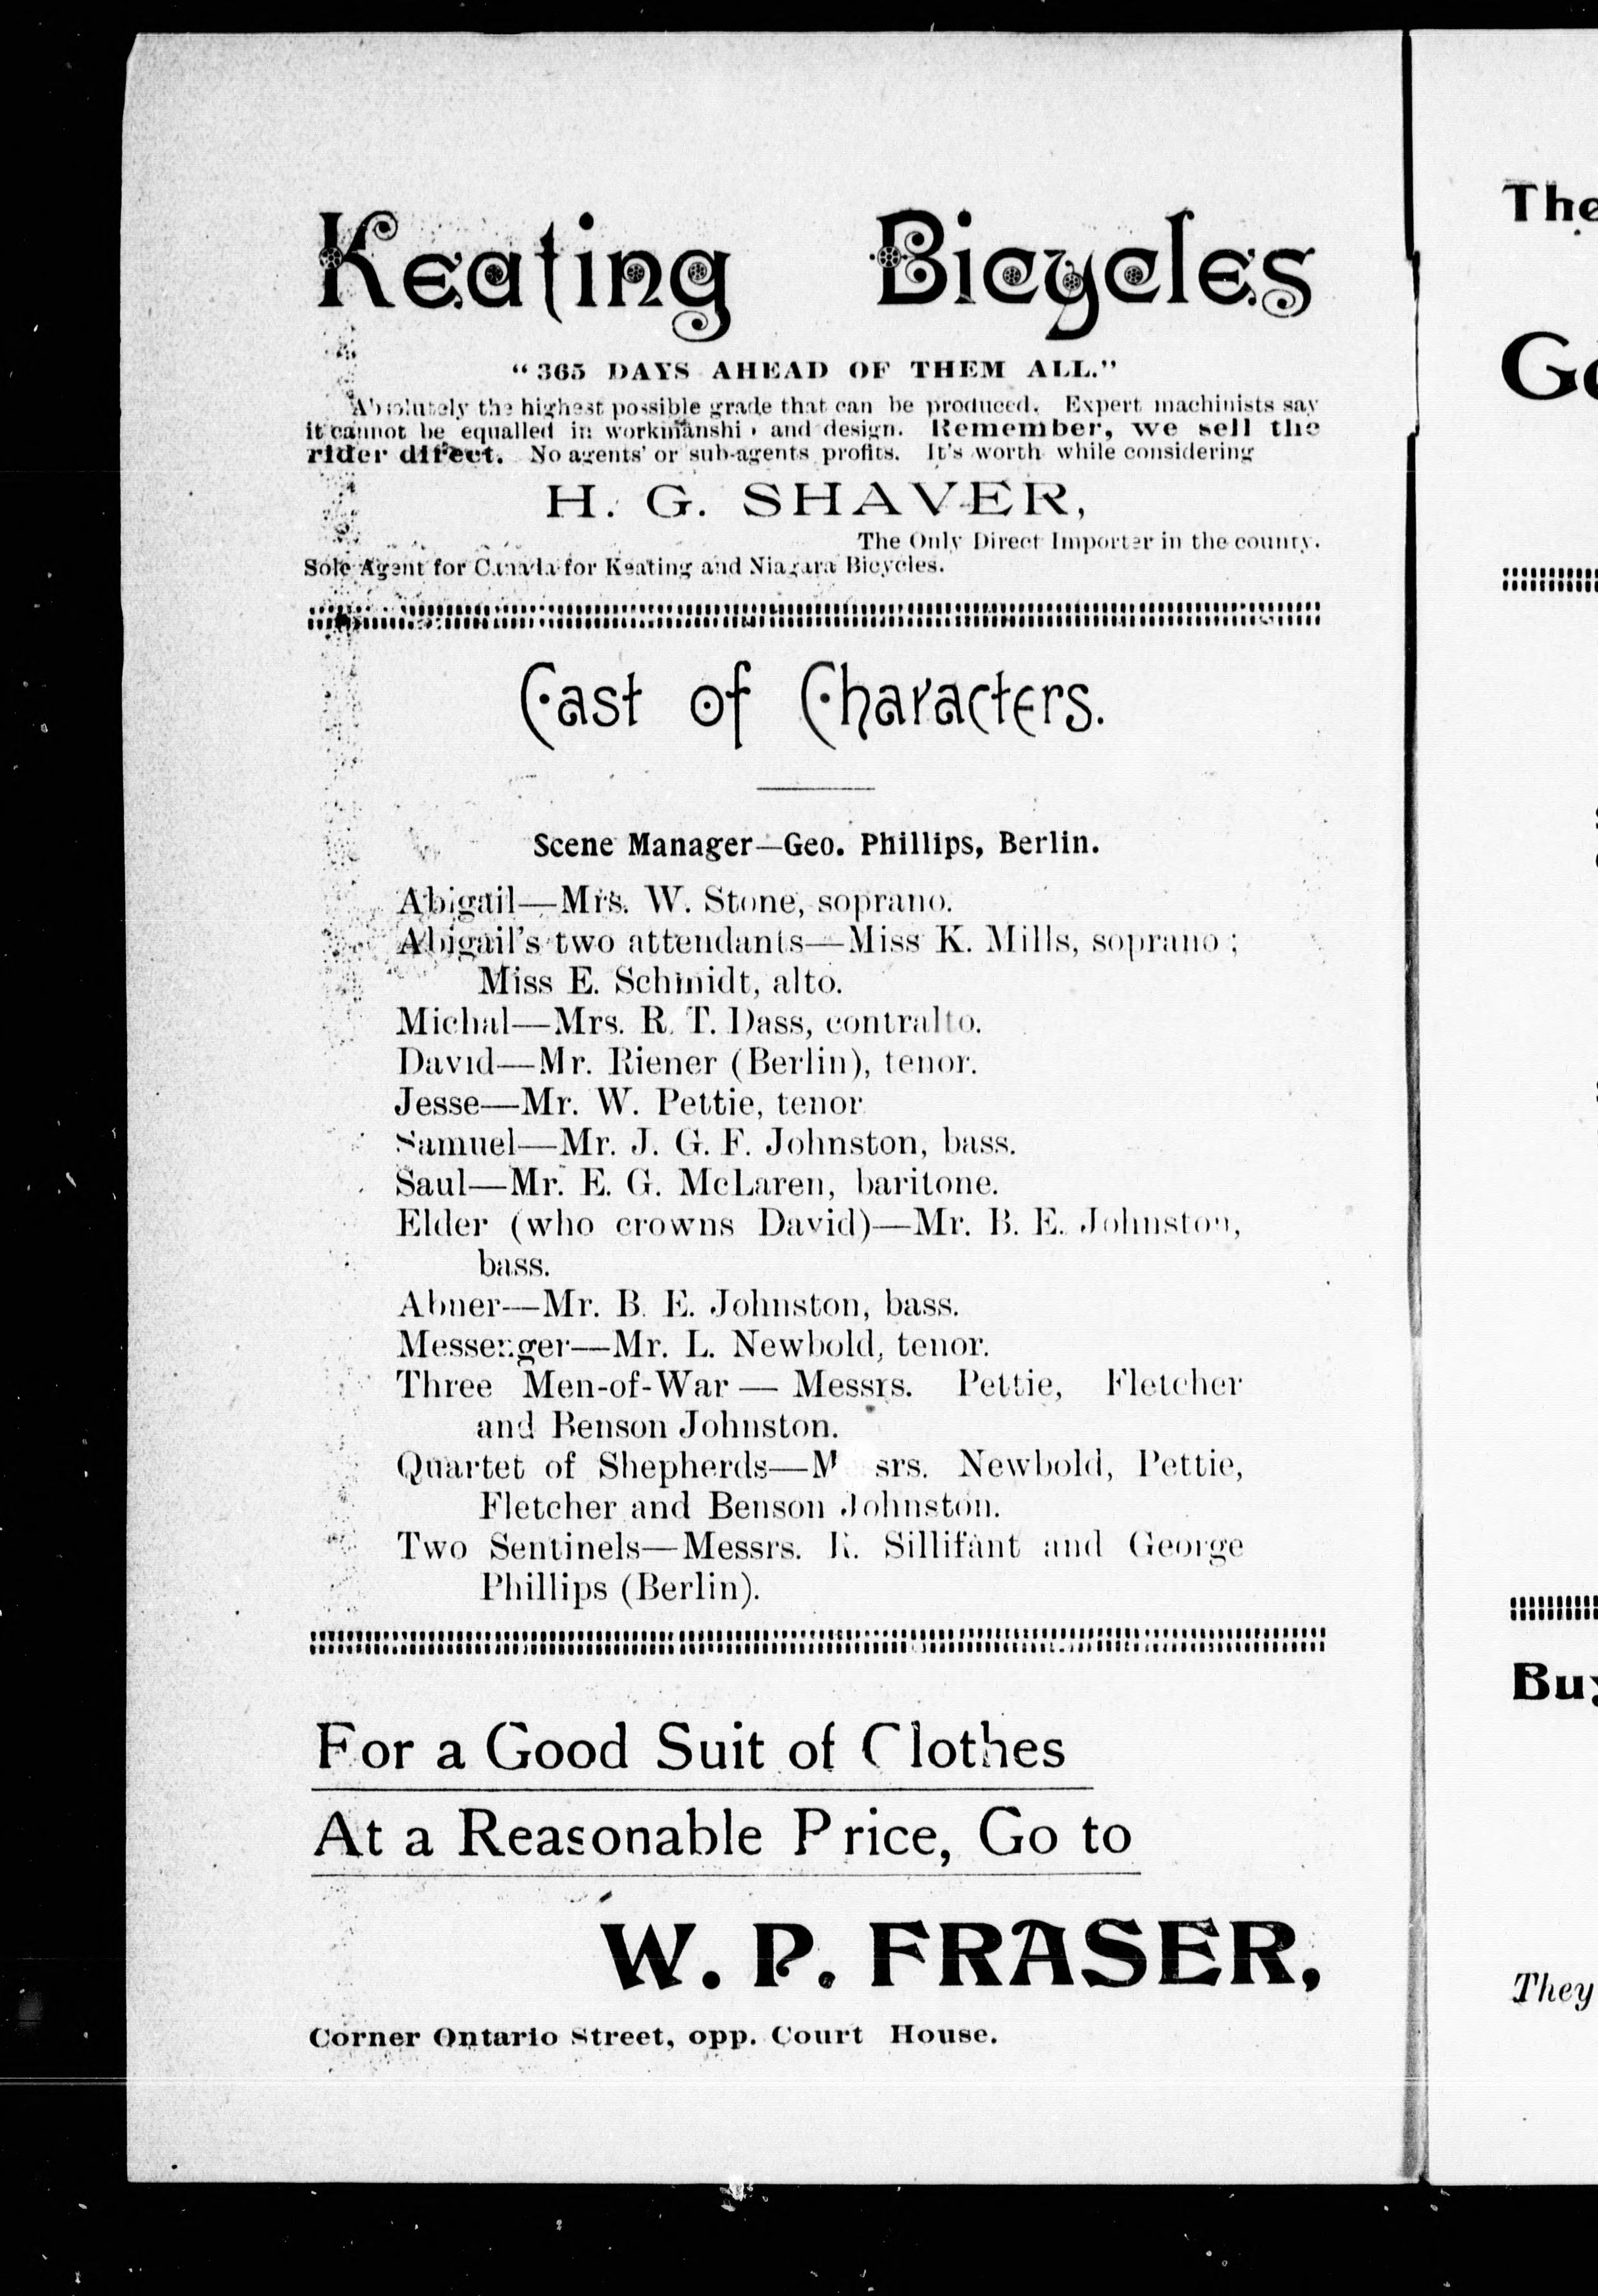 Keating Bicycles
"365 DAYS AHEAD OF THEM ALL."
Absolutely the highest possible grade that can be produced. Expert machinists say
it cannot be equalled in workmanshi and design. Remember, we sell the
rider direct. No agents' or sub-agents profits. It's worth while considering
H. G. SHAVER,
The Only Direct Importer in the county.
Sole Agent for Canada for Keating and Niagara Bicycles.
Cast of Characters.
Scene Manager—Geo. Phillips, Berlin.
Abigail—Mrs. W. Stone, soprano.
Abigail's two attendants—Miss K. Mills, soprano;
Miss E. Schmidt, alto.
Michal—Mrs. R. T. Dass, contralto.
David—Mr. Riener (Berlin), tenor.
Jesse—Mr. W. Pettie, tenor
Samuel—Mr. J. G. F. Johnston, bass.
Saul—Mr. E. G. McLaren, baritone.
Elder (who crowns David)—Mr. B. E. Johnston,
bass.
Abner—Mr. B. E. Johnston, bass.
Messenger—Mr. L. Newbold, tenor.
Three Men-of-War — Messrs. Pettie, Fletcher
and Benson Johnston.
Quartet of Shepherds—M srs. Newbold, Pettie,
Fletcher and Benson Johnston.
Two Sentinels—Messrs. R. Sillifant and George
Phillips (Berlin).
For a Good Suit of Clothes
At a Reasonable Price, Go to
W. P. FRASER,
Corner Ontario Street, opp. Court House.
The
Buy
They